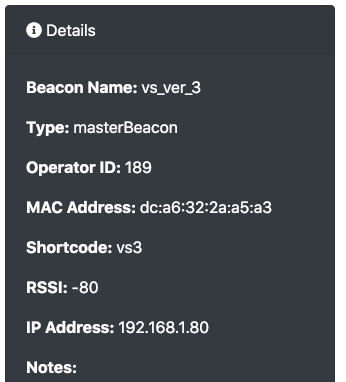 Details
Beacon Name: vs_ver_3
Type: masterBeacon
Operator ID: 189
MAC Address: dc:a6:32:2a:a5:a3
Shortcode: vs3
RSSI: -80
IP Address: 192.168.1.80
Notes: